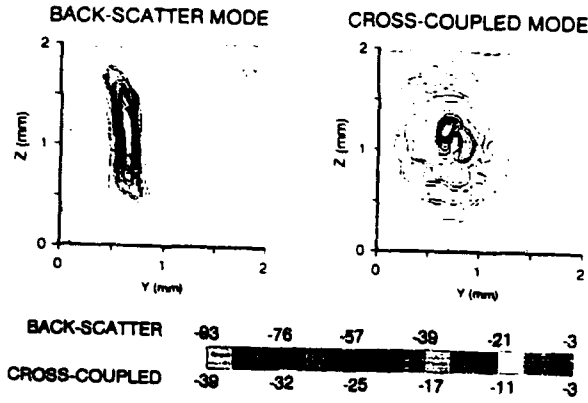 BACK-SCATTER MODE
CROSS-COUPLED MODE
2
1
0
Z (mm)
0
1
2
Y (mm)
2
1
0
Z (mm)
0
1
2
Y (mm)
BACK-SCATTER -93 -76 -57 -39 -21 -3
CROSS-COUPLED -39 -32 -25 -17 -11 -3